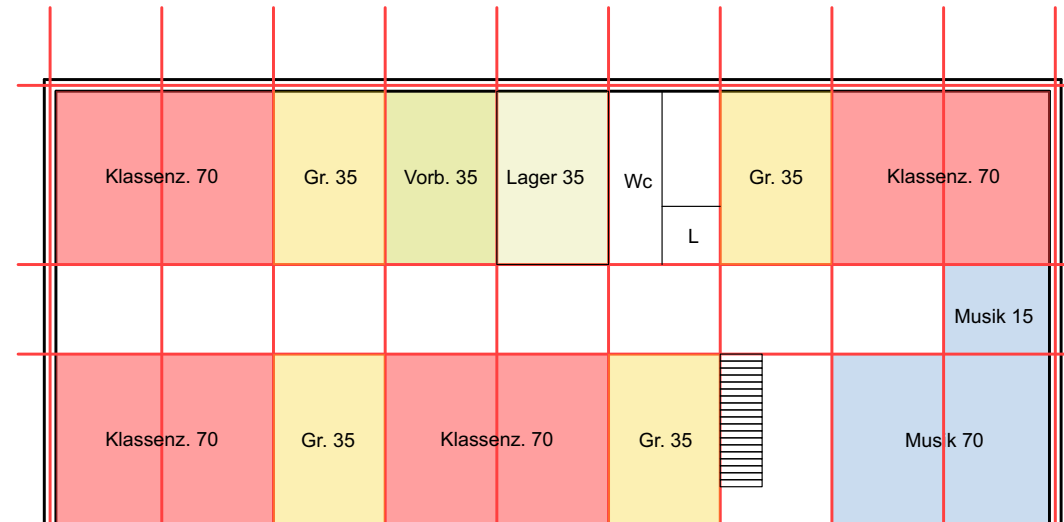 Klassenz. 70
Gr. 35
Vorb. 35
Lager 35
Wc
Gr. 35
Klassenz. 70
L
Musik 15
Klassenz. 70
Gr. 35
Klassenz. 70
Gr. 35
Musik 70